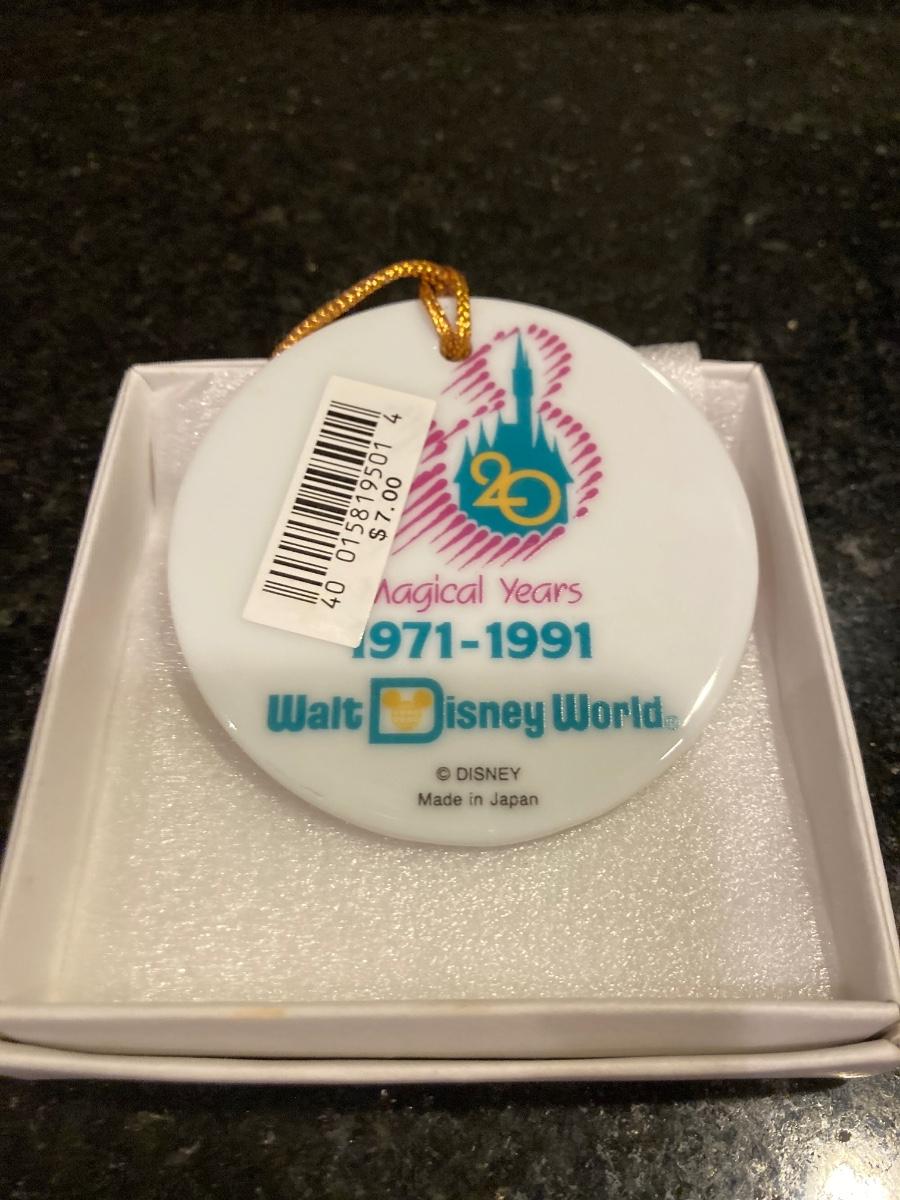 20
Magical Years
1971-1991
Walt Disney World®
© DISNEY
Made in Japan
40 015819501 4
$7.00